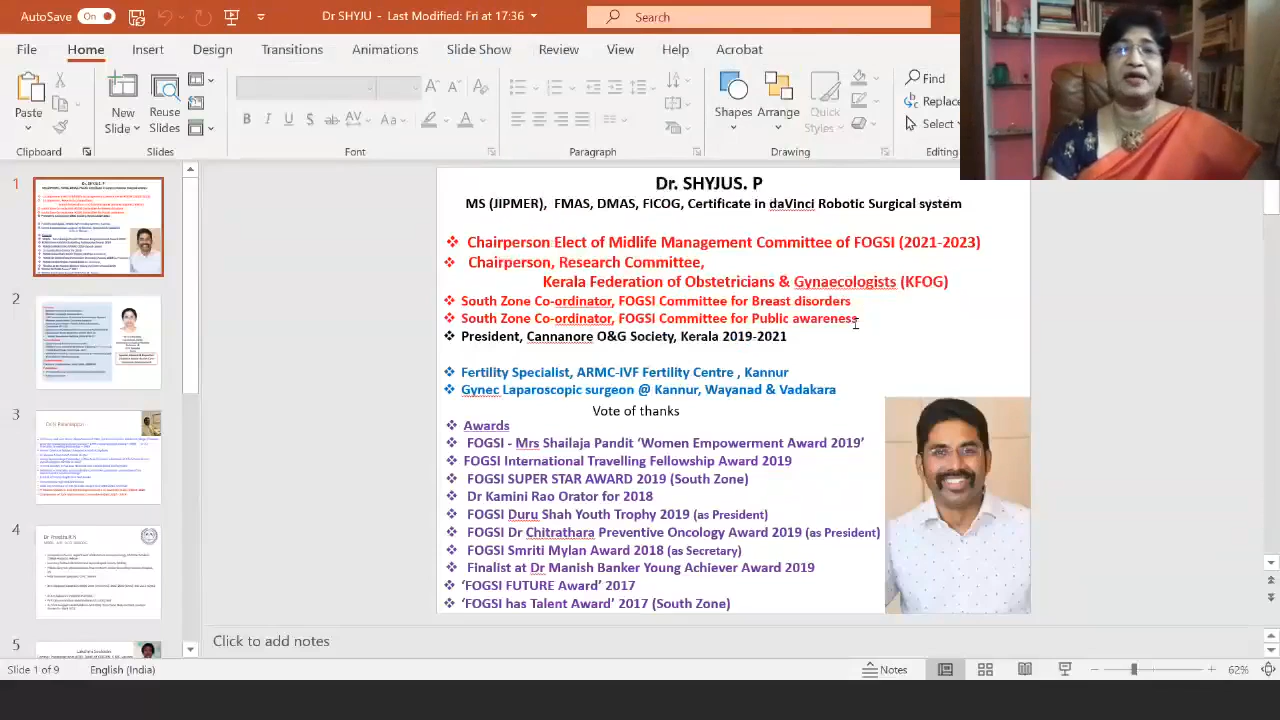 AutoSave On
Dr SHYJU - Last Modified: Fri at 17:36
Search
File Home Insert Design Transitions Animations Slide Show Review View Help Acrobat
Paste
New Slide
Reuse Slides
Shapes
Arrange
Quick Styles
Find
Replace
Select
Clipboard
Slides
Font
Paragraph
Drawing
Editing
1
2
3
4
5
Dr. SHYJUS.P
MS(JIPMER), FMAS, DMAS, FICOG, Certification in Vinci Robotic Surgical system
Chairperson Elect of Midlife Management Committee of FOGSI (2021-2023)
Chairperson, Research Committee,
Kerala Federation of Obstetricians & Gynaecologists (KFOG)
South Zone Co-ordinator, FOGSI Committee for Breast disorders
South Zone Co-ordinator, FOGSI Committee for Public awareness
President, Cannanore O&G Society, Kerala
Fertility Specialist, ARMC-IVF Fertility Centre , Kannur
Gynec Laparoscopic surgeon @ Kannur, Wayanad & Vadakara
Vote of thanks
Awards
FOGSI Mrs Shailaja Pandit ‘Women Empowerment Award 2019’
FOGSI International Travelling Fellowship Award
FOGSI SUPER STAR AWARD 2019 (South Zone)
Dr Kamini Rao Orator for 2018
FOGSI Duru Shah Youth Trophy 2019 (as President)
FOGSI Dr Chitrathara Preventive Oncology Award 2019 (as President)
FOGSI Smriti Mylan Award 2018 (as Secretary)
Finalist at Dr Manish Banker Young Achiever Award 2019
‘FOGSI FUTURE Award’ 2017
‘FOGSI has Talent Award’ 2017 (South Zone)
Click to add notes
Slide 1 of 9
English (India)
Notes
62%